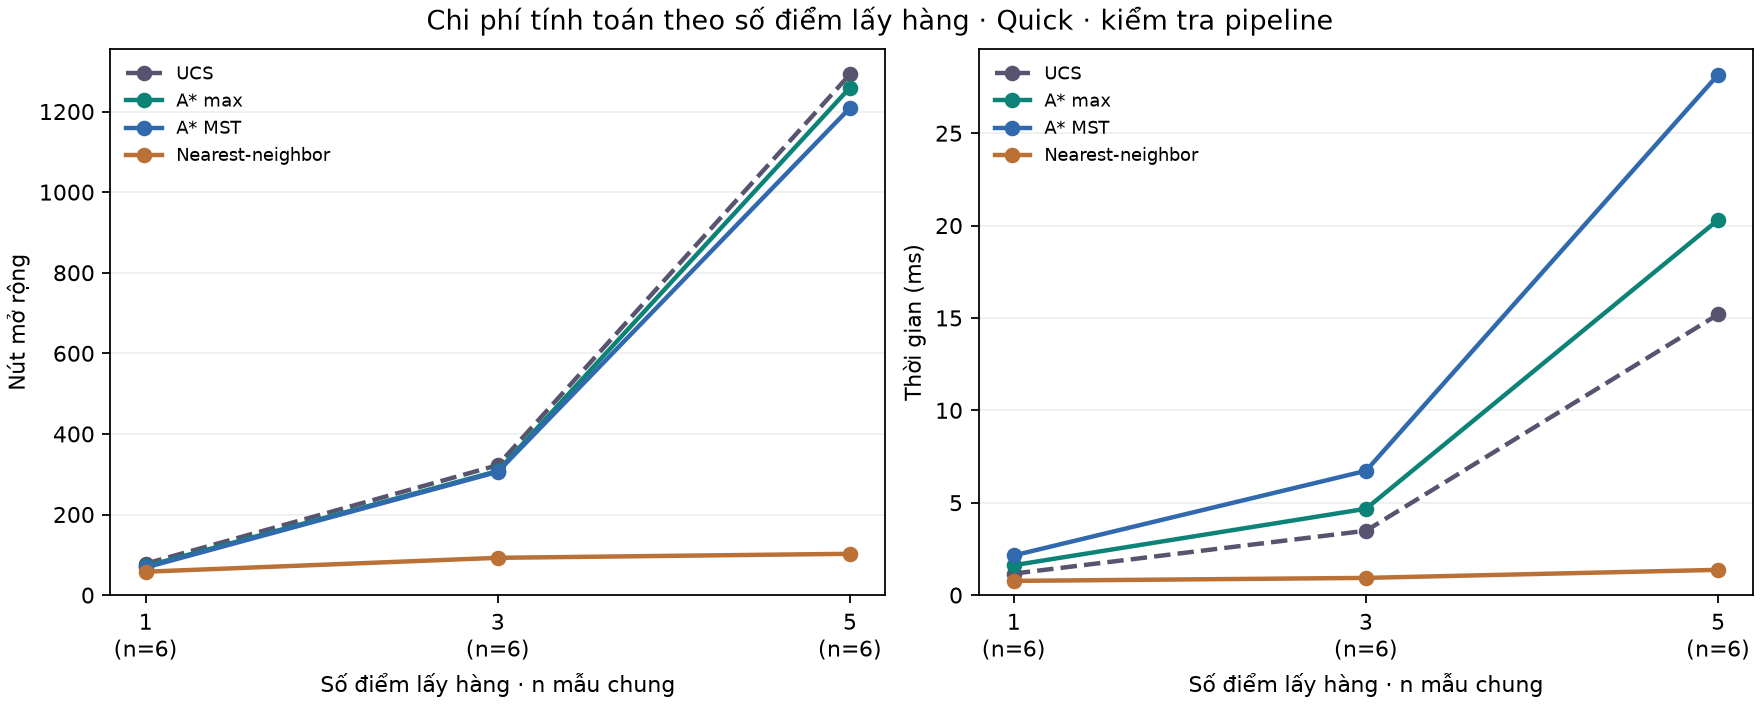 Chi phí tính toán theo số điểm lấy hàng · Quick · kiểm tra pipeline
UCS
A* max
A* MST
Nearest-neighbor
Nút mở rộng
1200
1000
800
600
400
200
0
1
(n=6)
3
(n=6)
5
(n=6)
Số điểm lấy hàng · n mẫu chung
UCS
A* max
A* MST
Nearest-neighbor
Thời gian (ms)
25
20
15
10
5
0
1
(n=6)
3
(n=6)
5
(n=6)
Số điểm lấy hàng · n mẫu chung